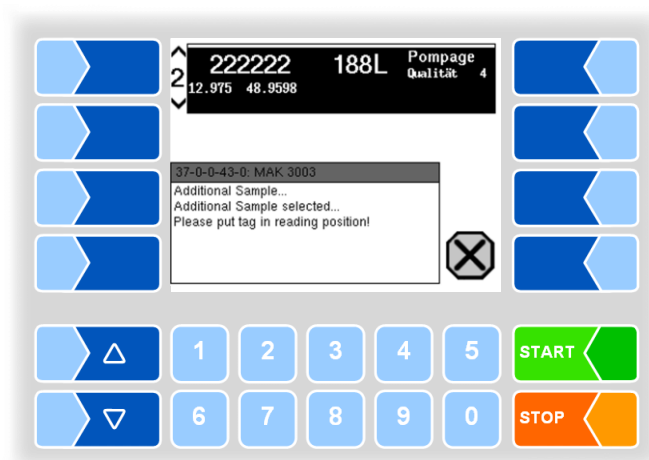 222222 188L Pompage
2 Qualität 4
12.975 48.9598
37-0-0-43-0: MAK 3003
Additional Sample...
Additional Sample selected...
Please put tag in reading position!
1 2 3 4 5 START
6 7 8 9 0 STOP